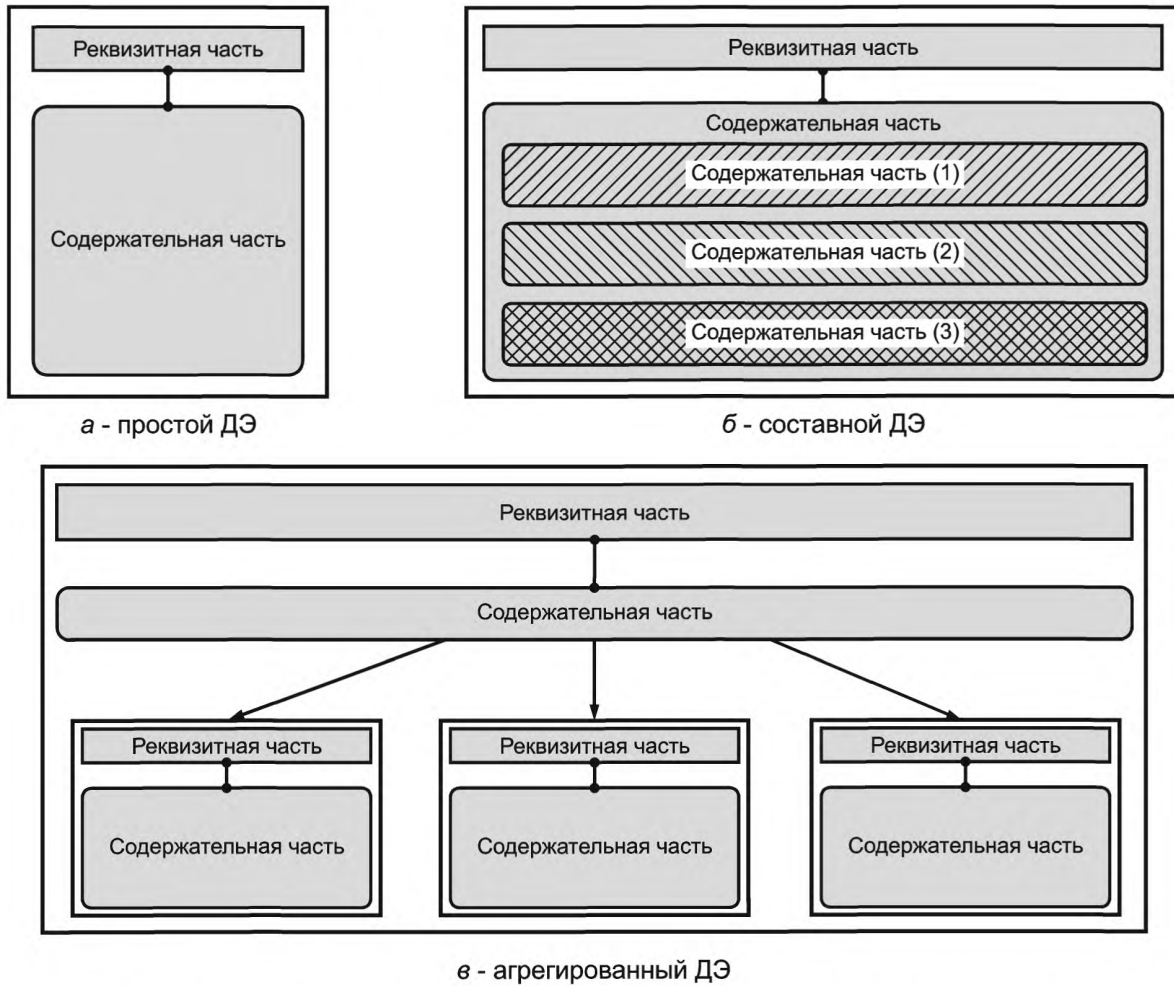 Реквизитная часть
Содержательная часть
а - простой ДЭ
Реквизитная часть
Содержательная часть
Содержательная часть (1)
Содержательная часть (2)
Содержательная часть (3)
б - составной ДЭ
Реквизитная часть
Содержательная часть
Реквизитная часть
Реквизитная часть
Реквизитная часть
Содержательная часть
Содержательная часть
Содержательная часть
в - агрегированный ДЭ